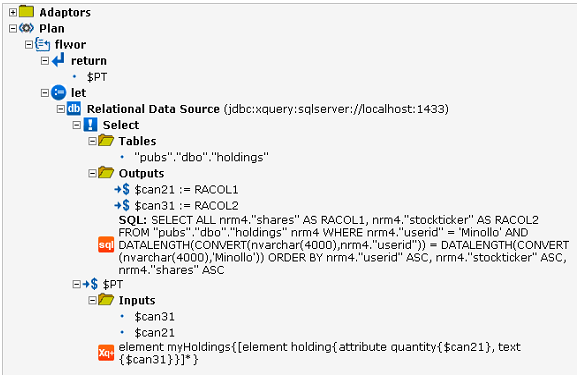 Adaptors
Plan
flwor
return
$PT
let
db Relational Data Source (jdbc:xquery:sqlserver://localhost:1433)
Select
Tables
"pubs"."dbo"."holdings"
Outputs
$ $can21 := RACOL1
$ $can31 := RACOL2
SQL: SELECT ALL nrm4."shares" AS RACOL1, nrm4."stockticker" AS RACOL2
FROM "pubs"."dbo"."holdings" nrm4 WHERE nrm4."userid" = 'Minollo' AND
sql DATALENGTH(CONVERT(nvarchar(4000),nrm4."userid")) = DATALENGTH(CONVERT
(nvarchar(4000),'Minollo')) ORDER BY nrm4."userid" ASC, nrm4."stockticker" ASC,
nrm4."shares" ASC
$ $PT
Inputs
$can31
$can21
Xq+ element myHoldings{[element holding{attribute quantity{$can21}, text
{$can31}}]*}